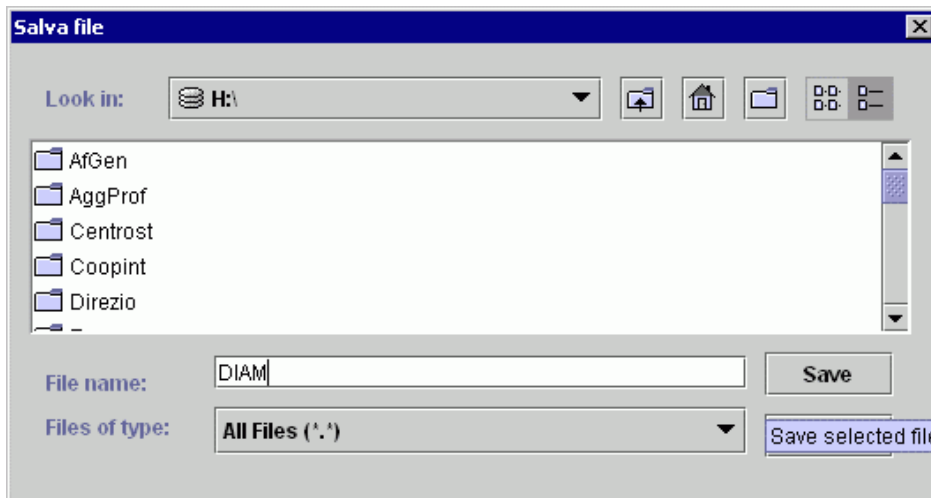 Salva file
Look in: H:\
AfGen
AggProf
Centrost
Coopint
Direzio
File name: DIAM Save
Files of type: All Files (*.*) Save selected file